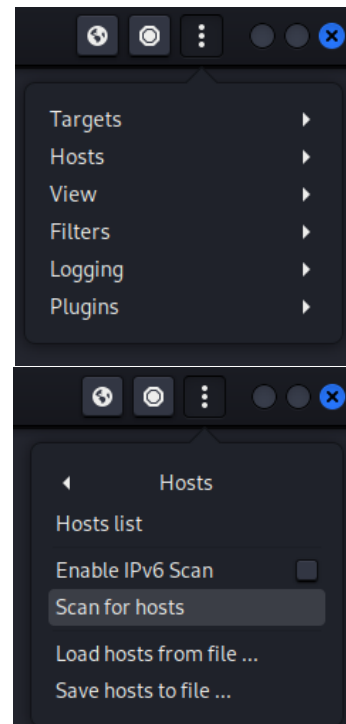 Targets
Hosts
View
Filters
Logging
Plugins
Hosts
Hosts list
Enable IPv6 Scan
Scan for hosts
Load hosts from file ...
Save hosts to file ...